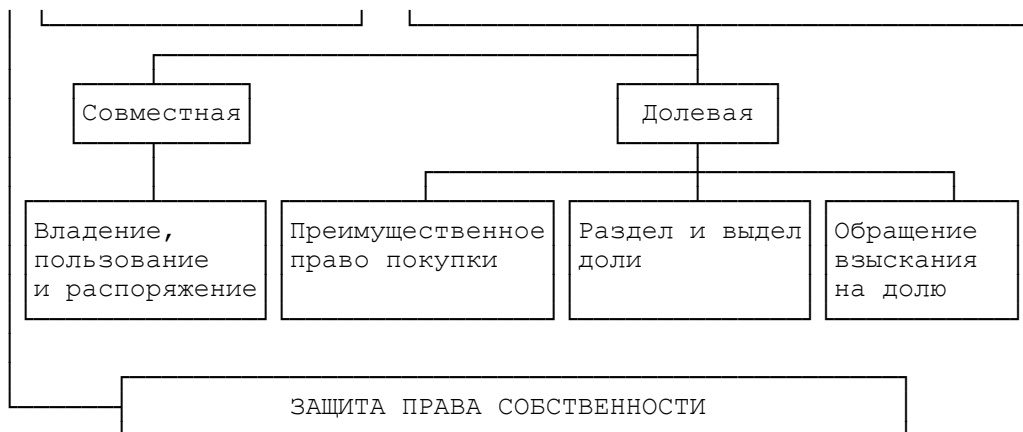 Совместная
Долевая
Владение,
пользование
и распоряжение
Преимущественное
право покупки
Раздел и выдел
доли
Обращение
взыскания
на долю
ЗАЩИТА ПРАВА СОБСТВЕННОСТИ